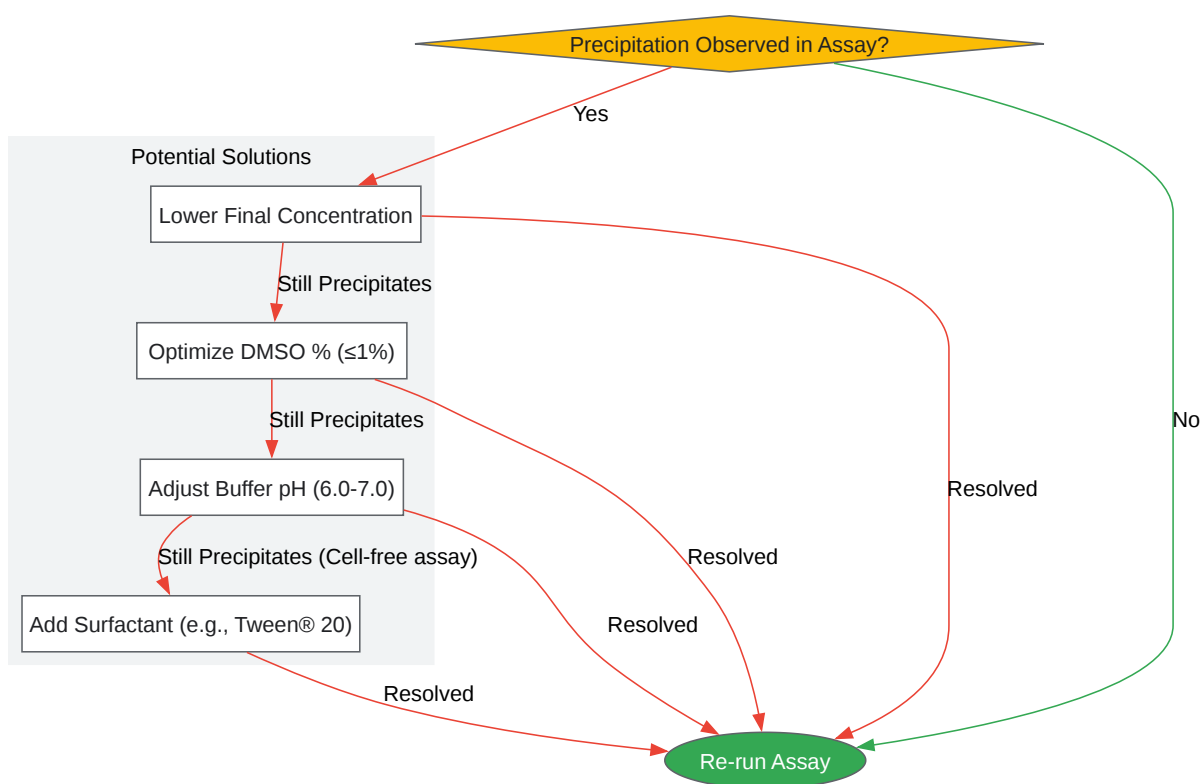 Precipitation Observed in Assay?
Yes
Potential Solutions
Lower Final Concentration
Still Precipitates
Optimize DMSO % (≤1%)
Still Precipitates
No
Adjust Buffer pH (6.0-7.0)
Resolved
Still Precipitates (Cell-free assay)
Resolved
Add Surfactant (e.g., Tween® 20)
Resolved
Resolved
Re-run Assay